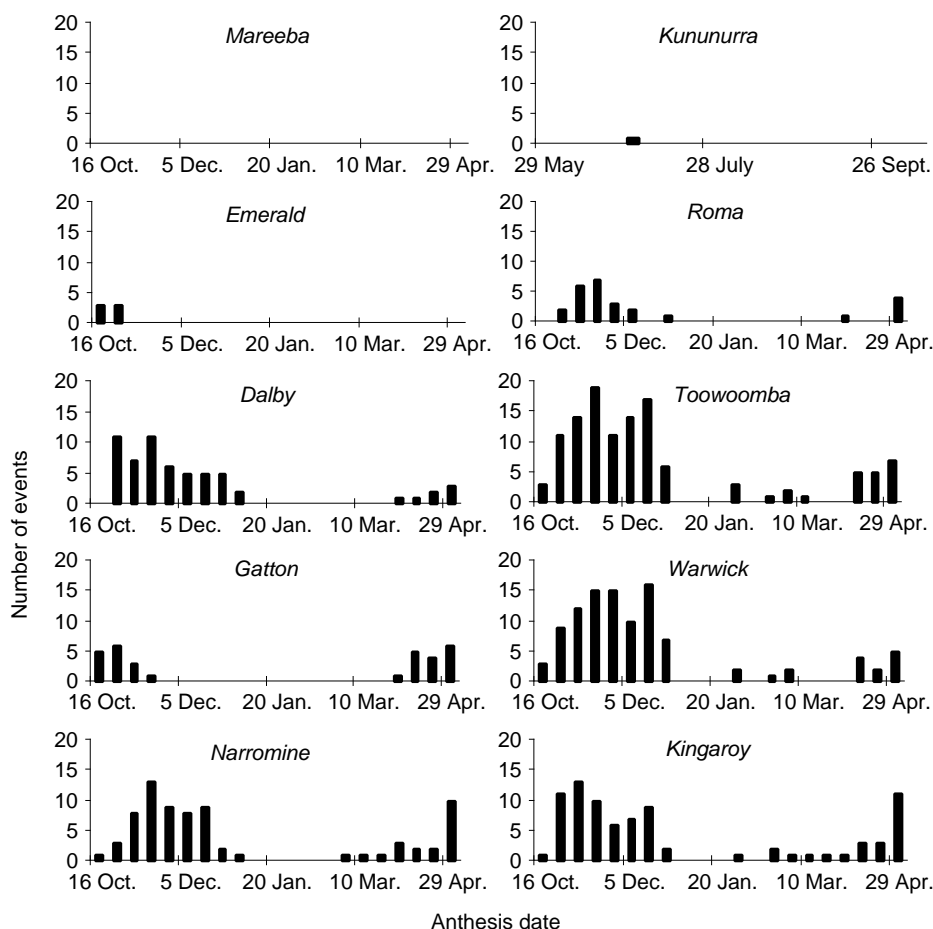 Mareeba
20
15
10
5
0
16 Oct. 5 Dec. 20 Jan. 10 Mar. 29 Apr.
Kununurra
20
15
10
5
0
29 May 28 July 26 Sept.
Emerald
20
15
10
5
0
16 Oct. 5 Dec. 20 Jan. 10 Mar. 29 Apr.
Roma
20
15
10
5
0
16 Oct. 5 Dec. 20 Jan. 10 Mar. 29 Apr.
Dalby
20
15
10
5
0
16 Oct. 5 Dec. 20 Jan. 10 Mar. 29 Apr.
Toowoomba
20
15
10
5
0
16 Oct. 5 Dec. 20 Jan. 10 Mar. 29 Apr.
Gatton
20
15
10
5
0
16 Oct. 5 Dec. 20 Jan. 10 Mar. 29 Apr.
Warwick
20
15
10
5
0
16 Oct. 5 Dec. 20 Jan. 10 Mar. 29 Apr.
Narromine
20
15
10
5
0
16 Oct. 5 Dec. 20 Jan. 10 Mar. 29 Apr.
Kingaroy
20
15
10
5
0
16 Oct. 5 Dec. 20 Jan. 10 Mar. 29 Apr.
Number of events
Anthesis date